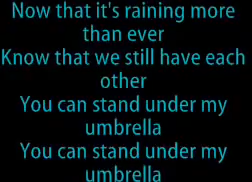 Now that it's raining more
than ever
Know that we still have each
other
You can stand under my
umbrella
You can stand under my
umbrella